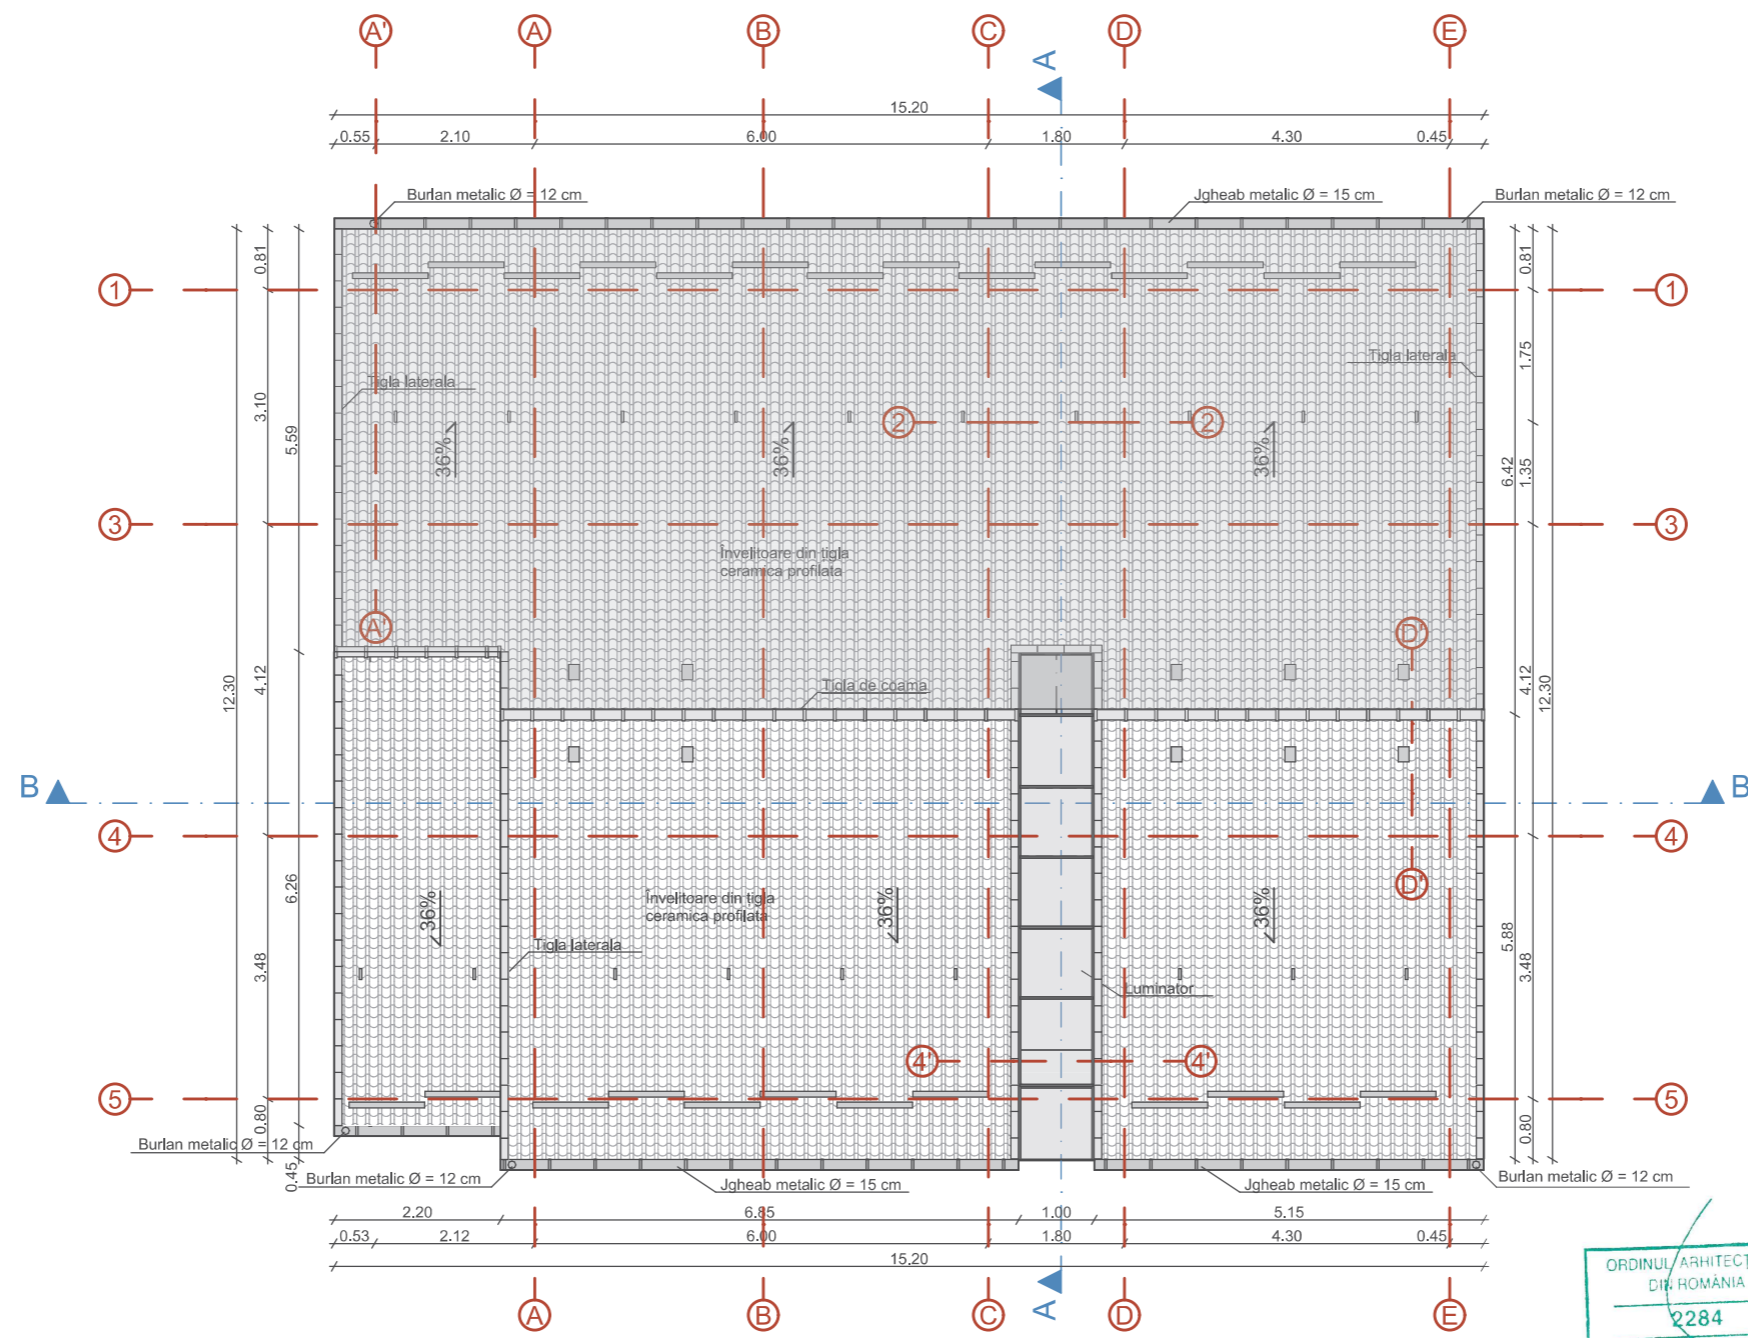 A' A B C D E
A
15.20
0.55 2.10 6.00 1.80 4.30 0.45
Burlan metalic Ø = 12 cm
Jgheab metalic Ø = 15 cm
Burlan metalic Ø = 12 cm
0.81
0.81
1
1
1.75
Tigla laterala
Tigla laterala
3.10
5.59
36%
36%
36%
2
2
6.42
1.35
3
3
Învelitoare din țigla
ceramica profilata
A'
D'
12.30
4.12
4.12
12.30
Tigla de coama
B
B
4
4
6.26
36%
Învelitoare din țigla
ceramica profilata
36%
36%
D'
Tigla laterala
5.88
3.48
3.48
Luminator
4'
4'
5
5
0.80
0.80
Burlan metalic Ø = 12 cm
0.45
Burlan metalic Ø = 12 cm
Jgheab metalic Ø = 15 cm
Jgheab metalic Ø = 15 cm
Burlan metalic Ø = 12 cm
2.20 6.85 1.00 5.15
0.53 2.12 6.00 1.80 4.30 0.45
15.20
A
A B C D E
ORDINUL ARHITECȚ
DIN ROMÂNIA
2284